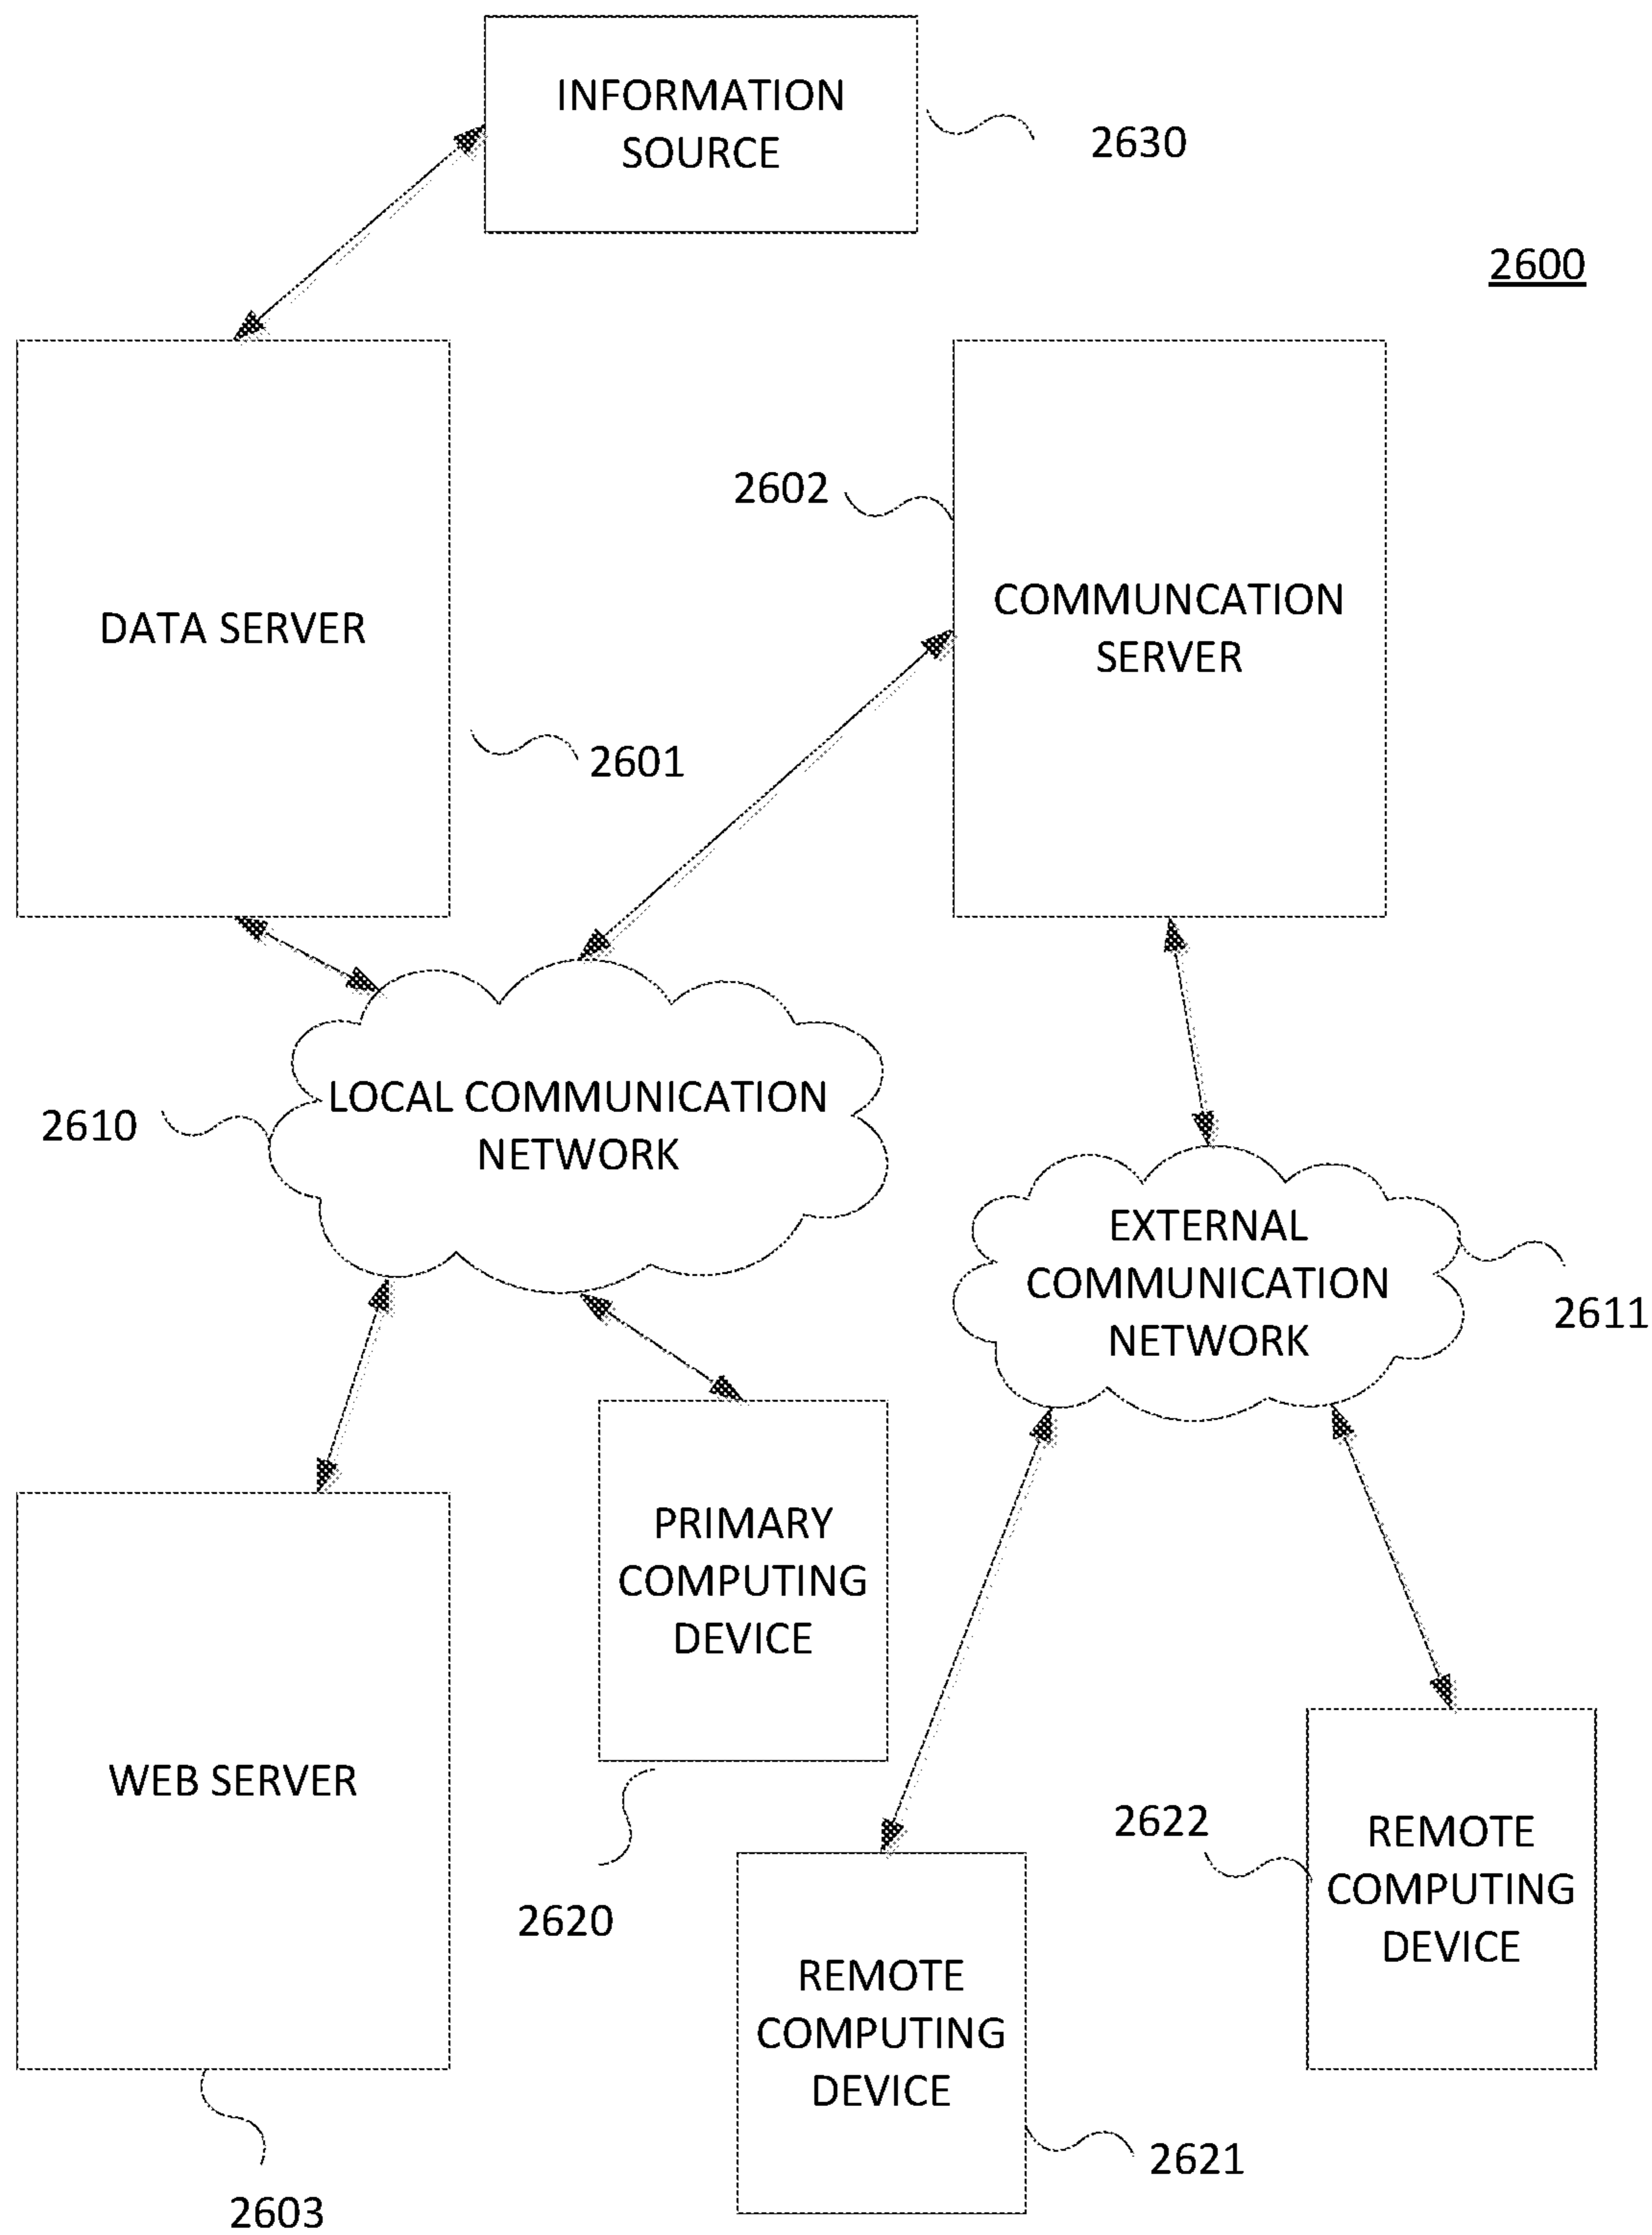 INFORMATION
SOURCE
2630
2600
2602
DATA SERVER
COMMUNCATION
SERVER
2601
LOCAL COMMUNICATION
NETWORK
2610
EXTERNAL
COMMUNICATION
NETWORK
2611
PRIMARY
COMPUTING
DEVICE
WEB SERVER
2620
2622
REMOTE
COMPUTING
DEVICE
REMOTE
COMPUTING
DEVICE
2621
2603